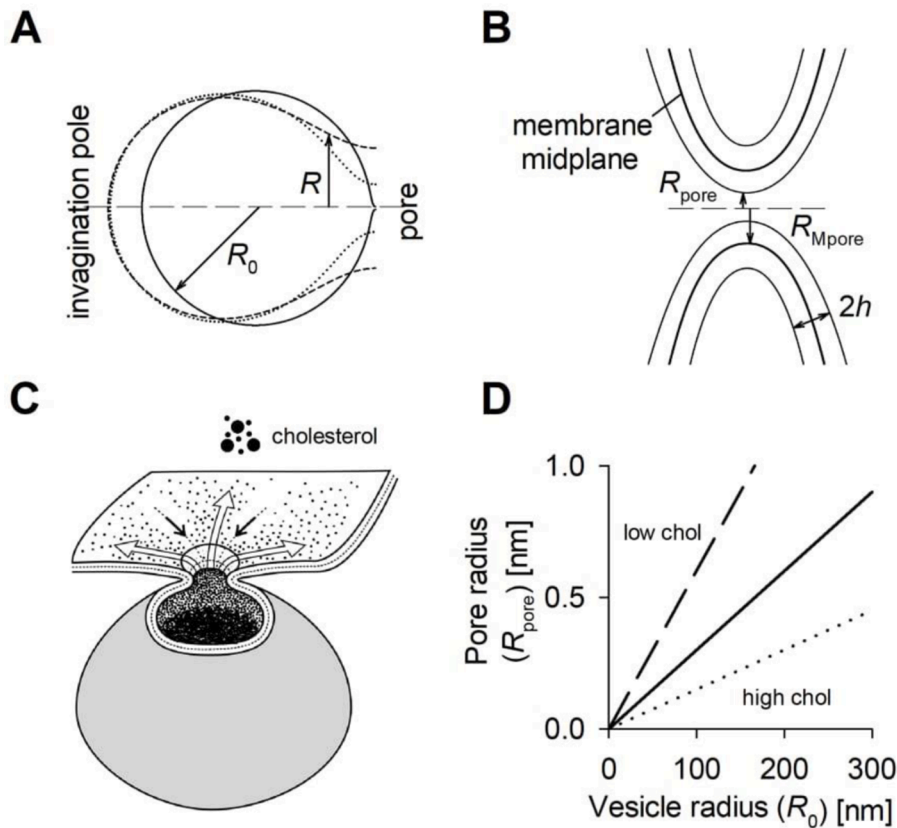 A
invagination pole
R
R0
pore
B
membrane
midplane
Rpore
RMpore
2h
C
cholesterol
D
Pore radius
(Rpore) [nm]
1.0
0.5
0.0
low chol
high chol
0 100 200 300
Vesicle radius (R0) [nm]